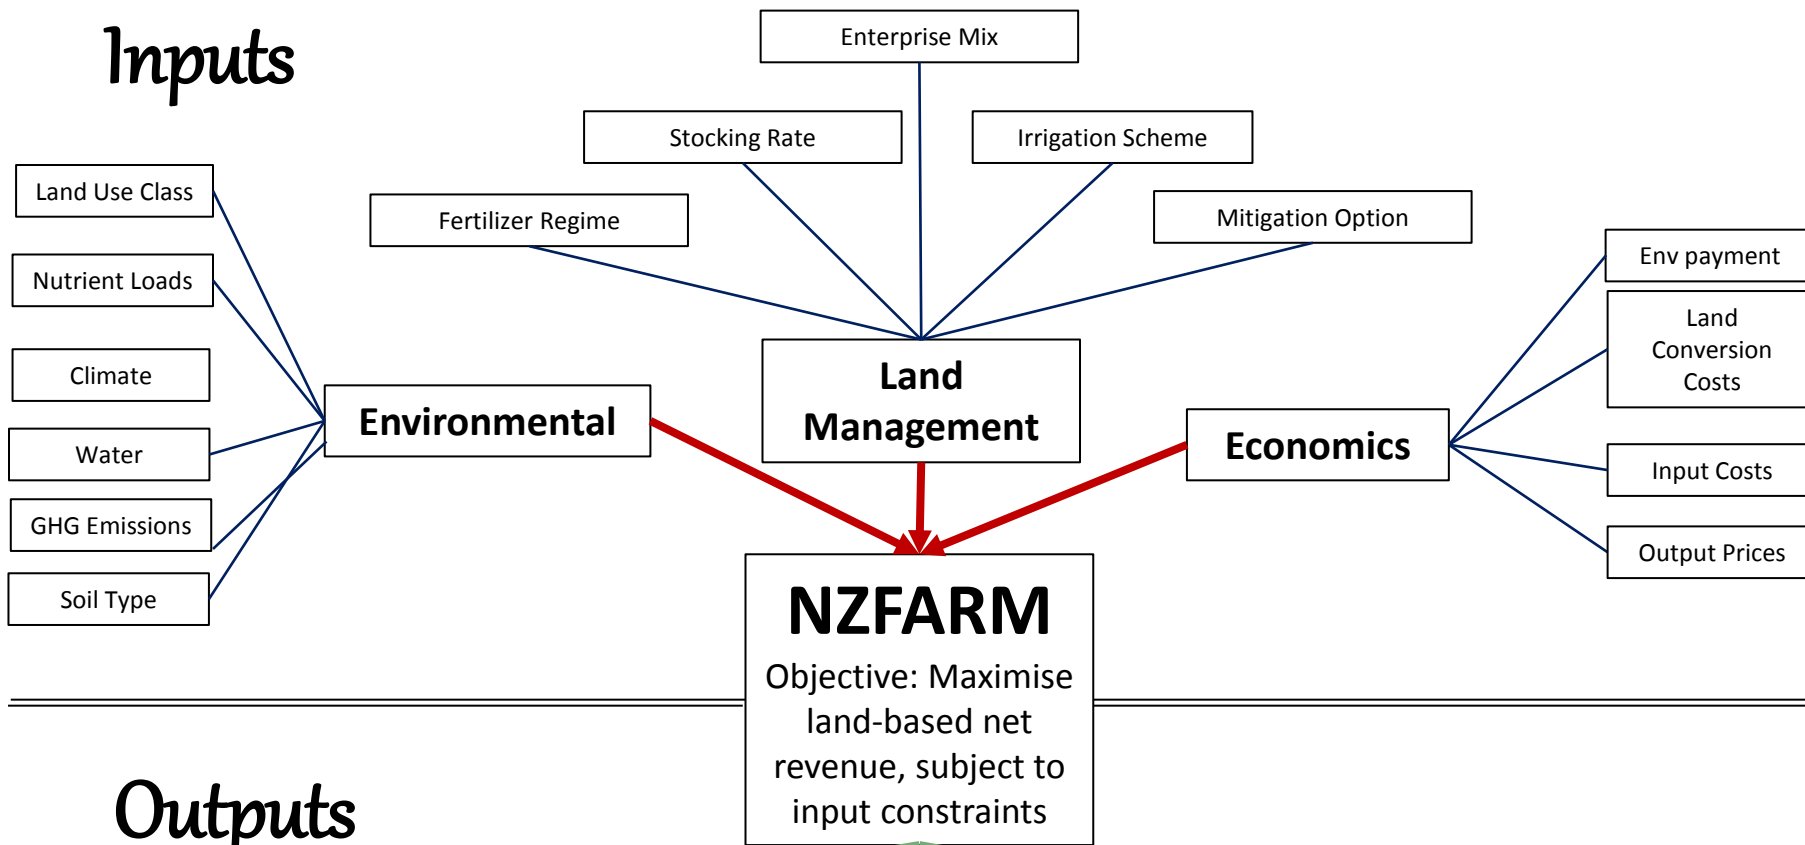 Inputs
Enterprise Mix
Stocking Rate
Irrigation Scheme
Fertilizer Regime
Mitigation Option
Land Use Class
Nutrient Loads
Climate
Water
GHG Emissions
Soil Type
Environmental
Land
Management
Economics
Env payment
Land
Conversion
Costs
Input Costs
Output Prices
NZFARM
Objective: Maximise
land-based net
revenue, subject to
input constraints
Outputs